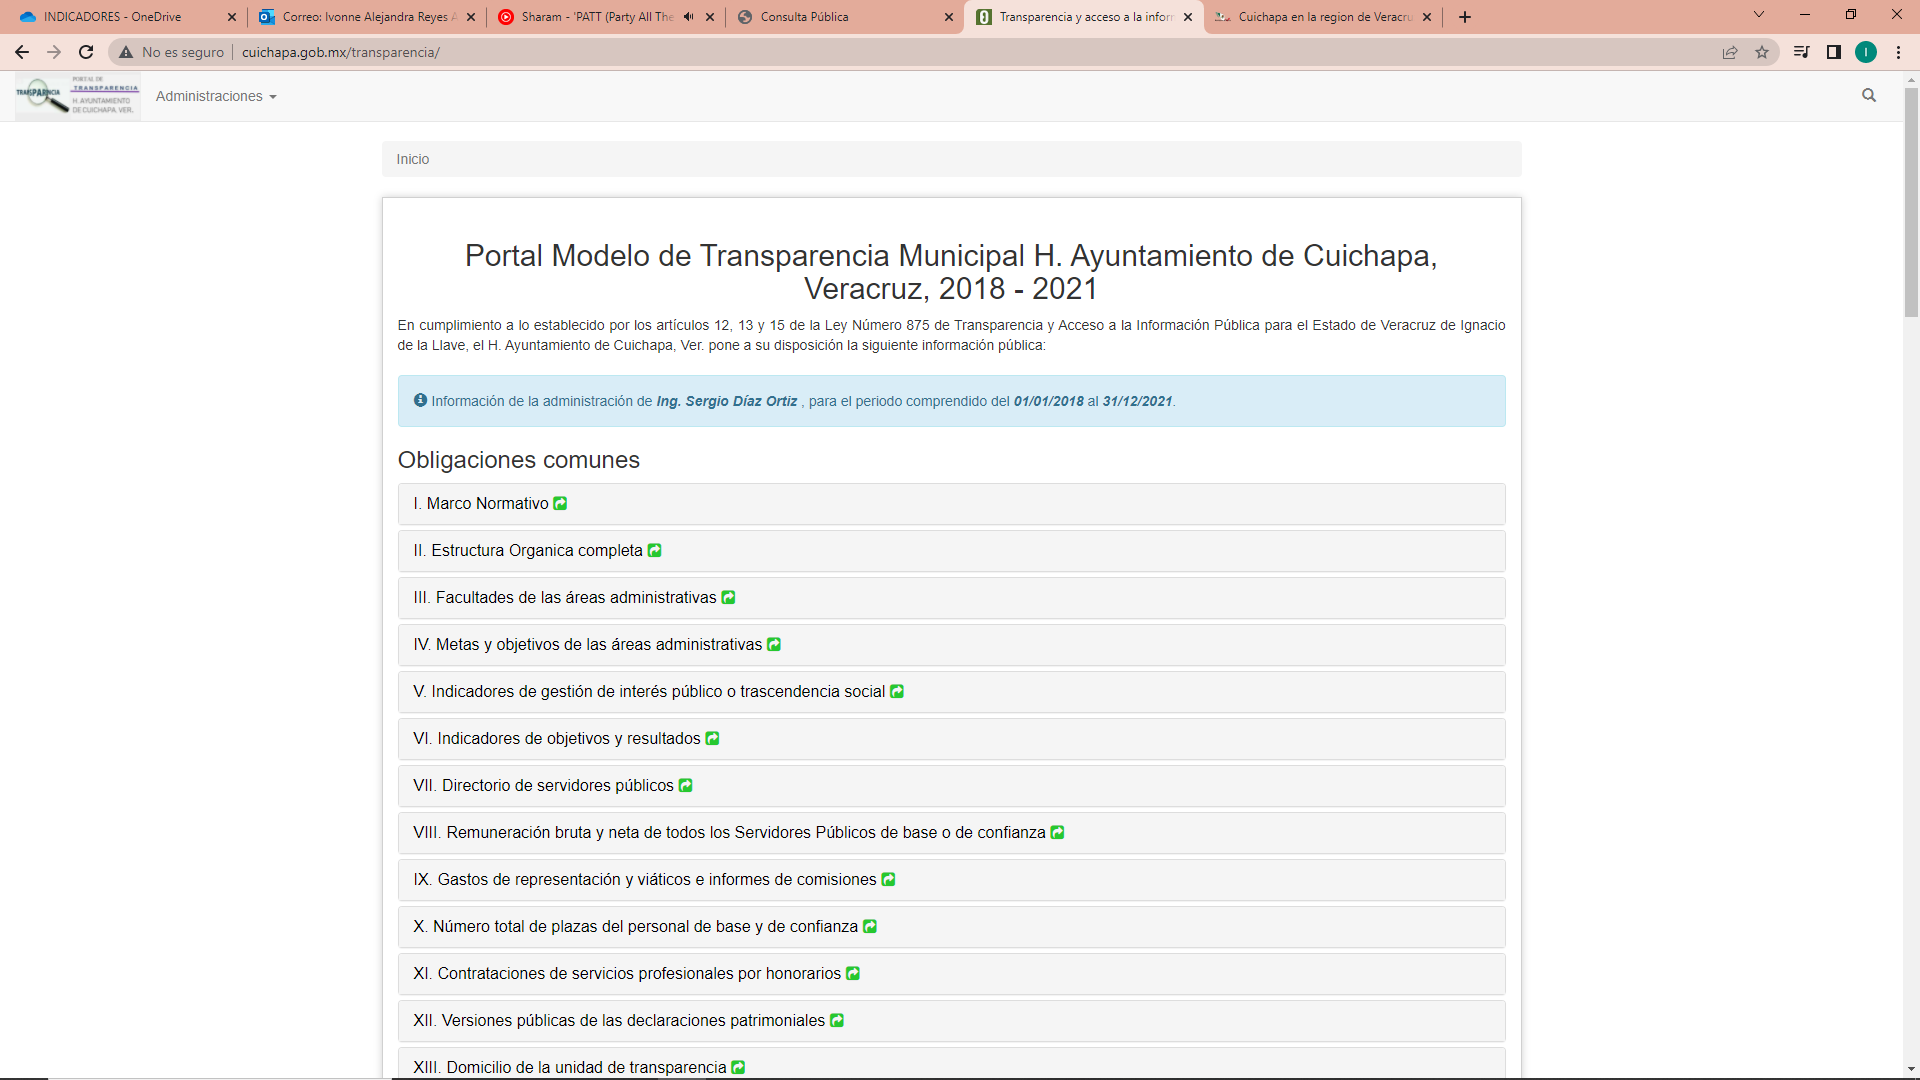 INDICADORES - OneDrive
Correo: Ivonne Alejandra Reyes A
Sharam - 'PATT (Party All The
Consulta Pública
Transparencia y acceso a la infor
Cuichapa en la region de Veracru
No es seguro
cuichapa.gob.mx/transparencia/
I
TRANSPARENCIA
PORTAL DE
TRANSPARENCIA
H. AYUNTAMIENTO
DE CUICHAPA. VER.
Administraciones
Inicio
Portal Modelo de Transparencia Municipal H. Ayuntamiento de Cuichapa,
Veracruz, 2018 - 2021
En cumplimiento a lo establecido por los artículos 12, 13 y 15 de la Ley Número 875 de Transparencia y Acceso a la Información Pública para el Estado de Veracruz de Ignacio
de la Llave, el H. Ayuntamiento de Cuichapa, Ver. pone a su disposición la siguiente información pública:
Información de la administración de Ing. Sergio Díaz Ortiz , para el periodo comprendido del 01/01/2018 al 31/12/2021.
Obligaciones comunes
I. Marco Normativo
II. Estructura Organica completa
III. Facultades de las áreas administrativas
IV. Metas y objetivos de las áreas administrativas
V. Indicadores de gestión de interés público o trascendencia social
VI. Indicadores de objetivos y resultados
VII. Directorio de servidores públicos
VIII. Remuneración bruta y neta de todos los Servidores Públicos de base o de confianza
IX. Gastos de representación y viáticos e informes de comisiones
X. Número total de plazas del personal de base y de confianza
XI. Contrataciones de servicios profesionales por honorarios
XII. Versiones públicas de las declaraciones patrimoniales
XIII. Domicilio de la unidad de transparencia